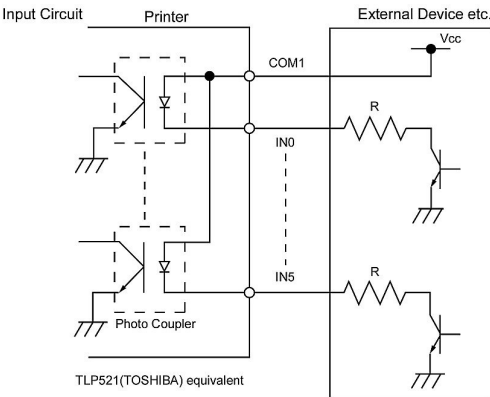 Input Circuit
Printer
External Device etc.
Vcc
COM1
R
IN0
R
IN5
Photo Coupler
TLP521(TOSHIBA) equivalent